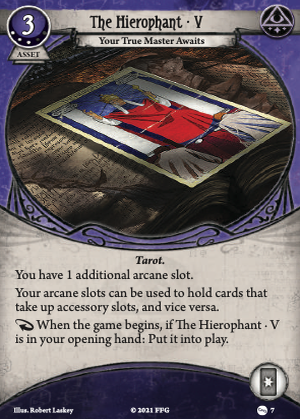 The Hierophant · V
3
Your True Master Awaits
ASSET
Tarot.
You have 1 additional arcane slot.
Your arcane slots can be used to hold cards that
take up accessory slots, and vice versa.
When the game begins, if The Hierophant · V
is in your opening hand: Put it into play.
Illus. Robert Laskey
© 2021 FFG
7